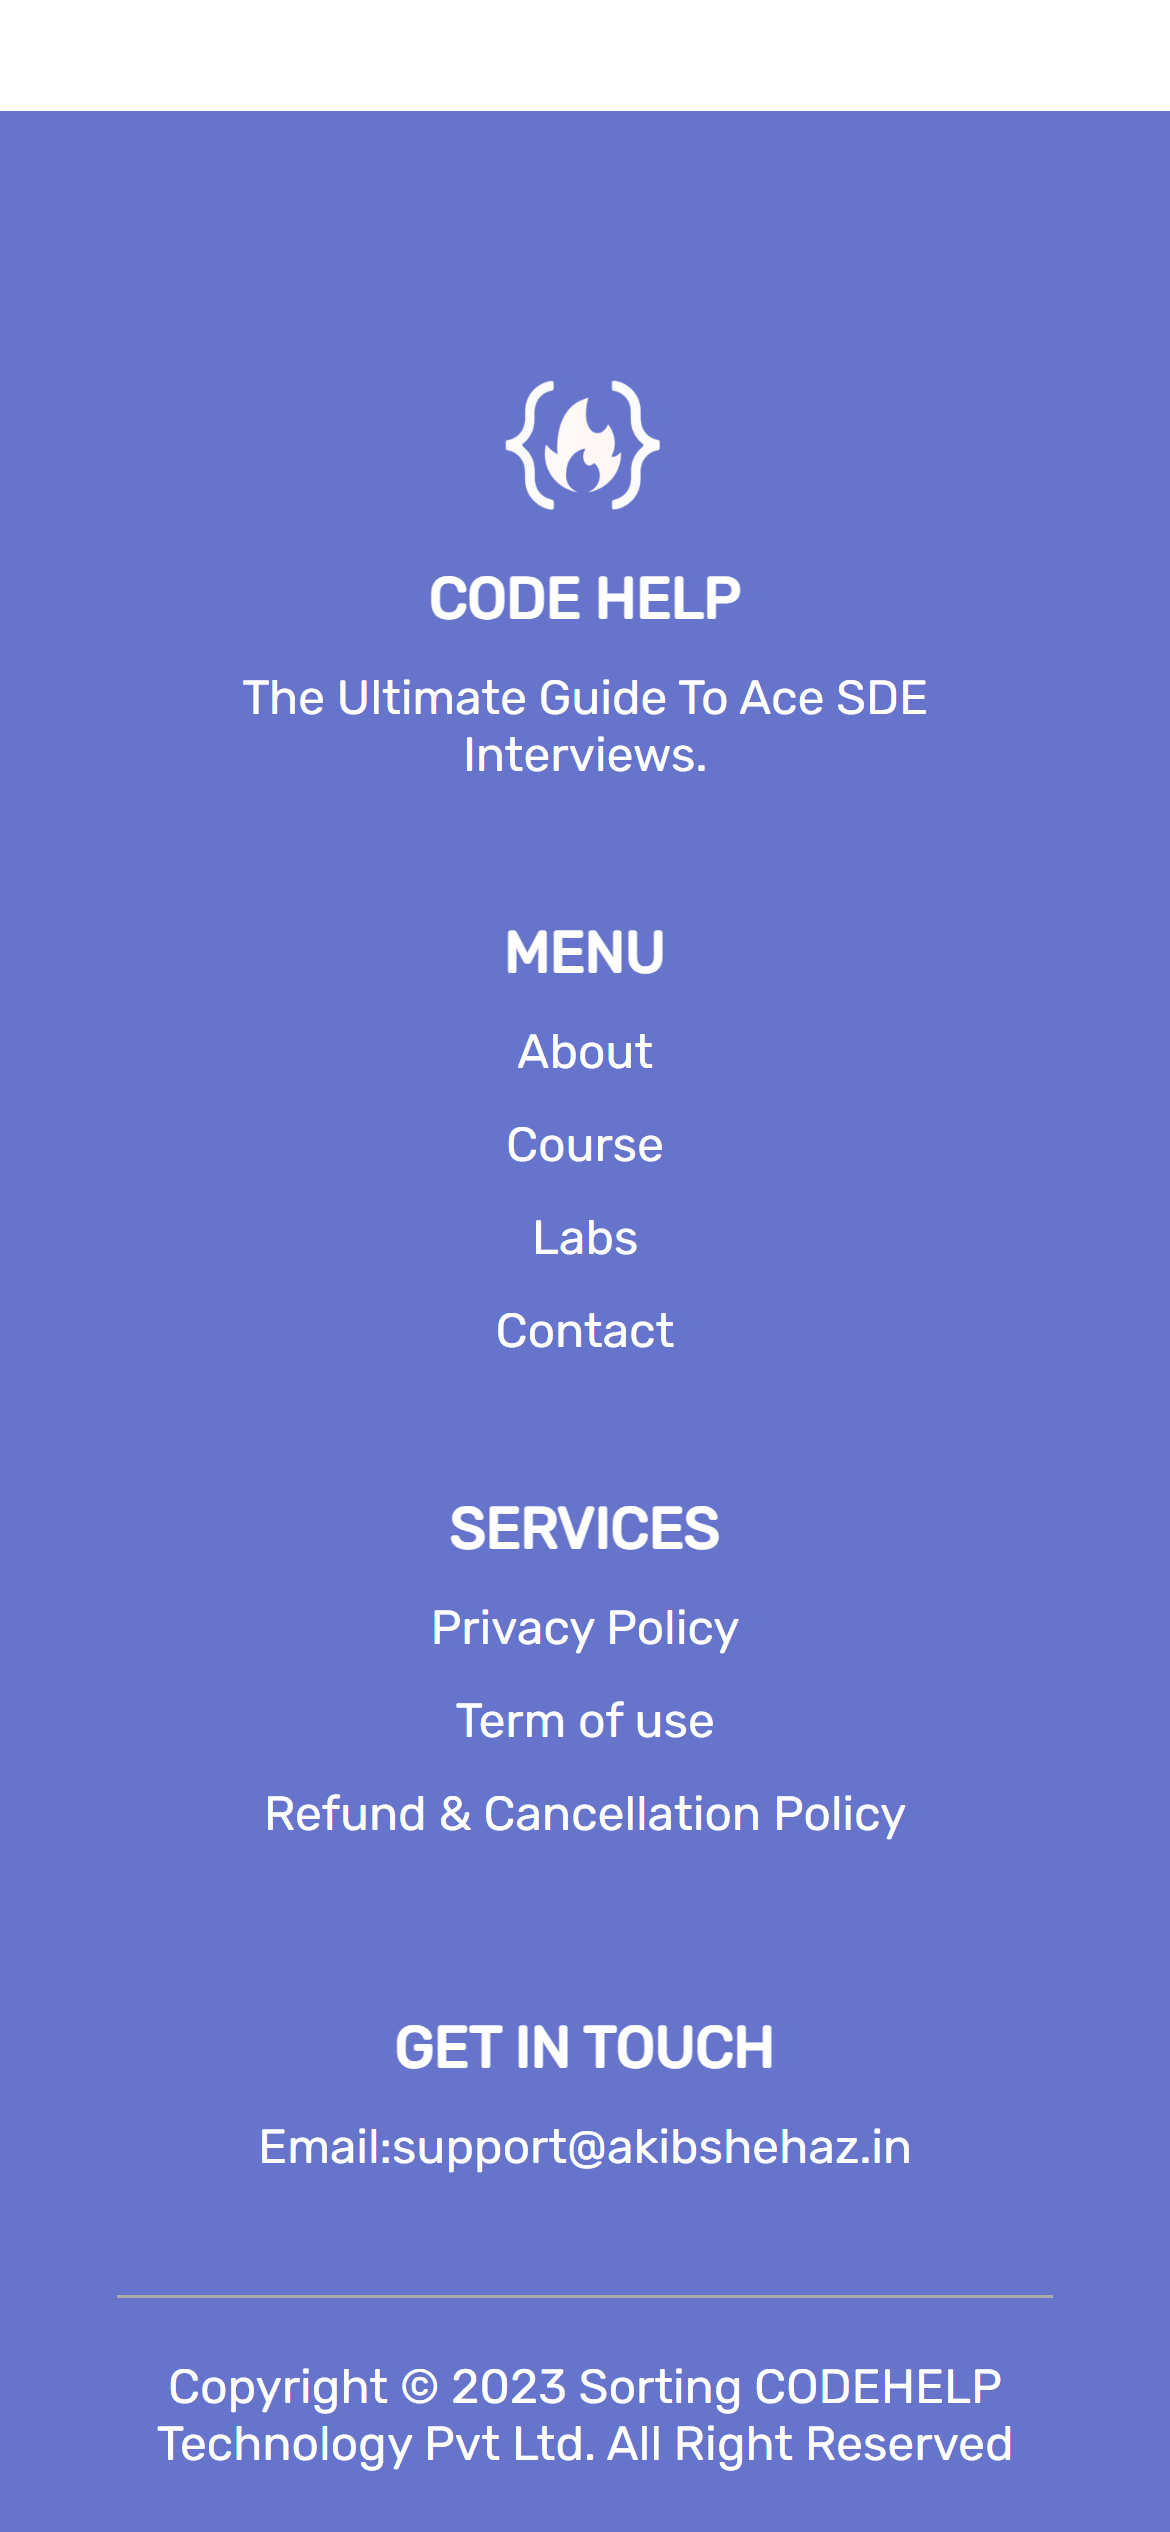 CODE HELP
The Ultimate Guide To Ace SDE
Interviews.
MENU
About
Course
Labs
Contact
SERVICES
Privacy Policy
Term of use
Refund & Cancellation Policy
GET IN TOUCH
Email:support@akibshehaz.in
Copyright © 2023 Sorting CODEHELP
Technology Pvt Ltd. All Right Reserved